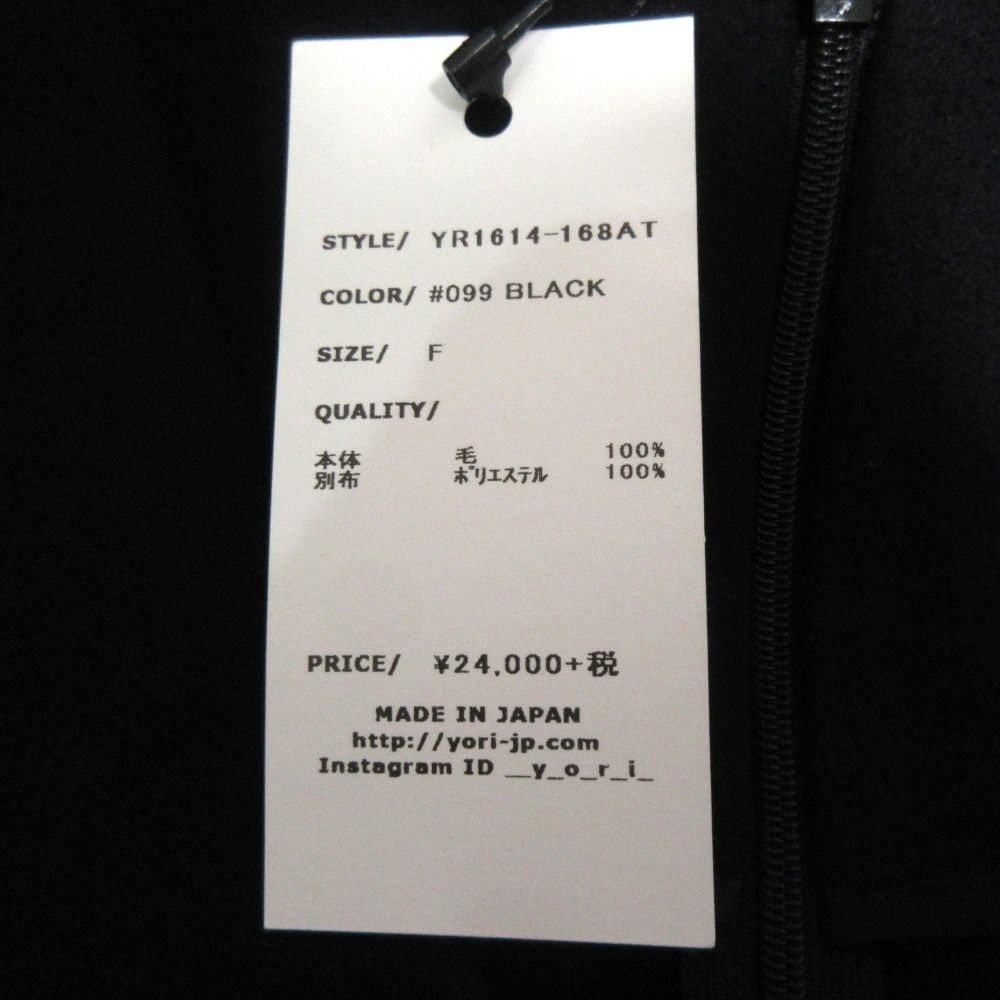 STYLE/ YR1614-168AT
COLOR/ #099 BLACK
SIZE/ F
QUALITY/
本体 毛 100%
別布 ポリエステル 100%
PRICE/ ¥24,000+税
MADE IN JAPAN
http://yori-jp.com
Instagram ID __y_o_r_i_